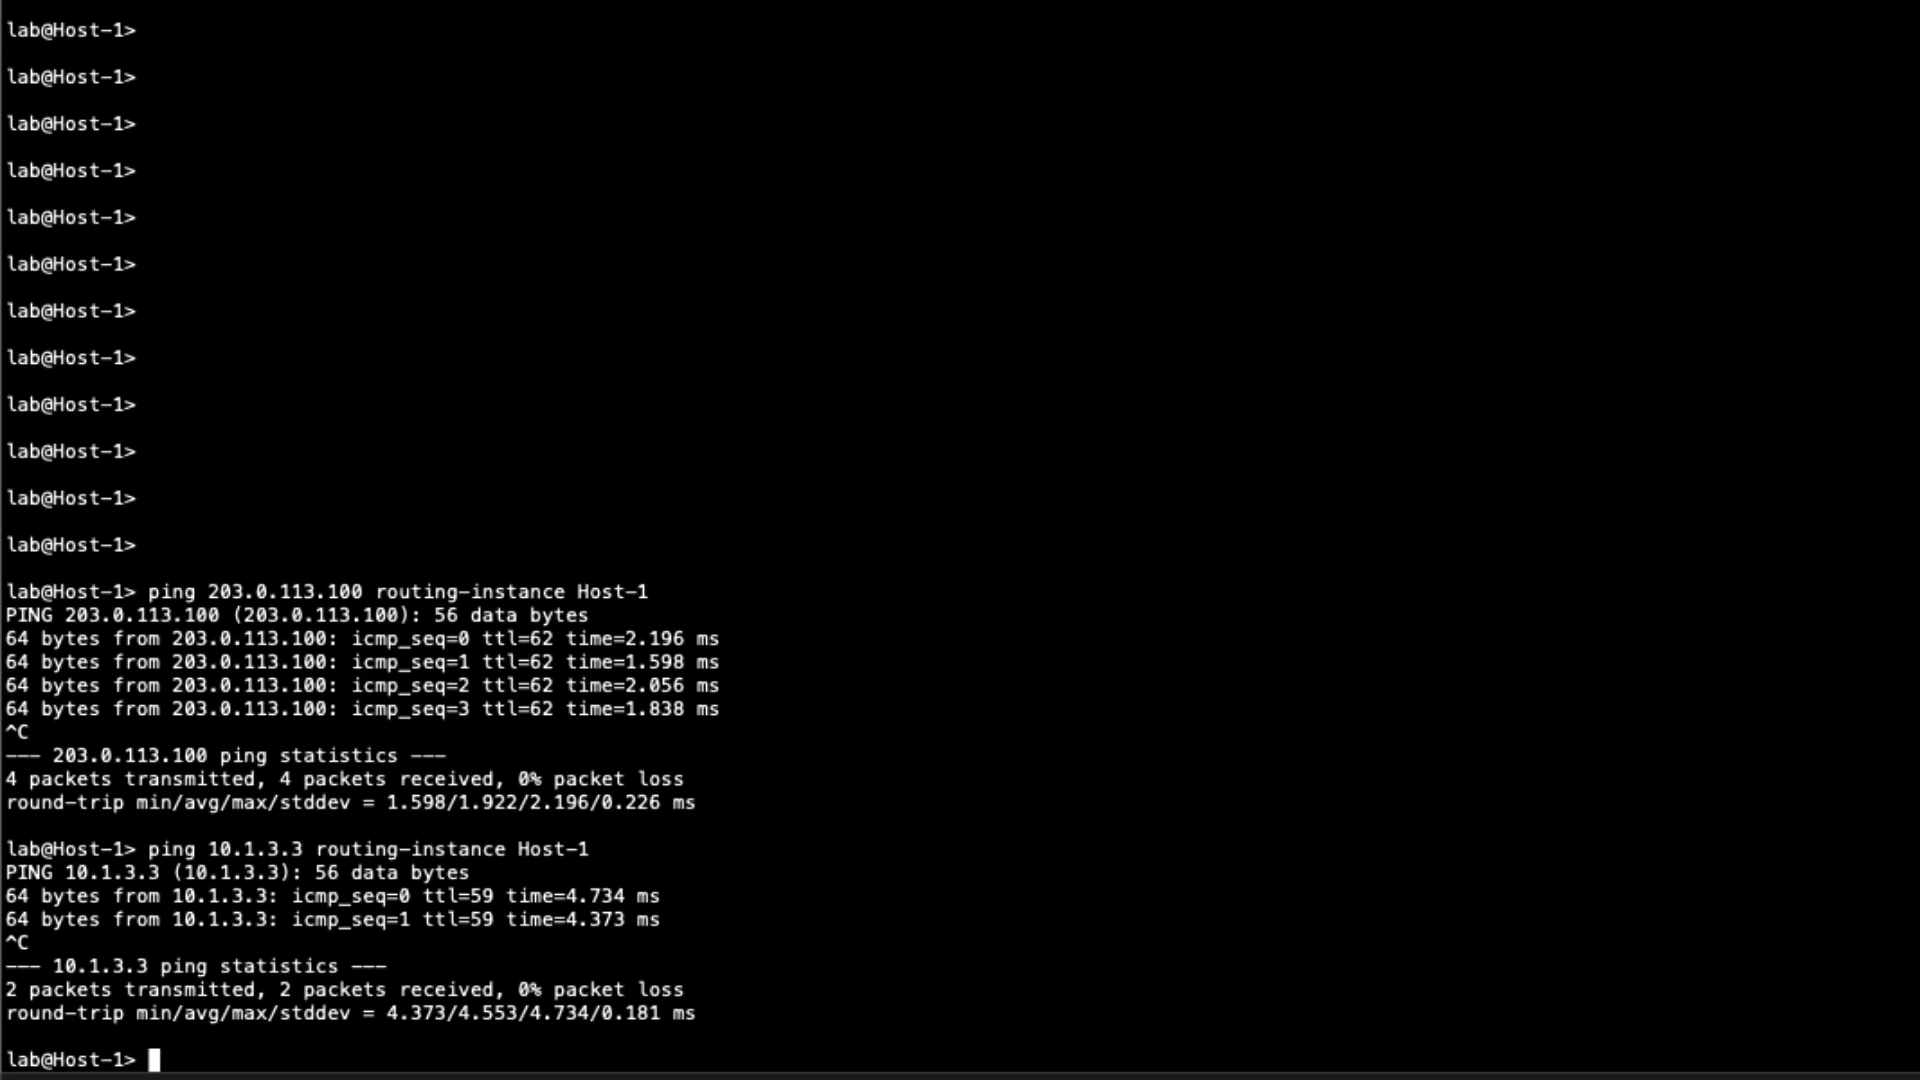 lab@Host-1>
lab@Host-1>
lab@Host-1>
lab@Host-1>
lab@Host-1>
lab@Host-1>
lab@Host-1>
lab@Host-1>
lab@Host-1>
lab@Host-1>
lab@Host-1>
lab@Host-1>
lab@Host-1> ping 203.0.113.100 routing-instance Host-1
PING 203.0.113.100 (203.0.113.100): 56 data bytes
64 bytes from 203.0.113.100: icmp_seq=0 ttl=62 time=2.196 ms
64 bytes from 203.0.113.100: icmp_seq=1 ttl=62 time=1.598 ms
64 bytes from 203.0.113.100: icmp_seq=2 ttl=62 time=2.056 ms
64 bytes from 203.0.113.100: icmp_seq=3 ttl=62 time=1.838 ms
^C
--- 203.0.113.100 ping statistics ---
4 packets transmitted, 4 packets received, 0% packet loss
round-trip min/avg/max/stddev = 1.598/1.922/2.196/0.226 ms
lab@Host-1> ping 10.1.3.3 routing-instance Host-1
PING 10.1.3.3 (10.1.3.3): 56 data bytes
64 bytes from 10.1.3.3: icmp_seq=0 ttl=59 time=4.734 ms
64 bytes from 10.1.3.3: icmp_seq=1 ttl=59 time=4.373 ms
^C
--- 10.1.3.3 ping statistics ---
2 packets transmitted, 2 packets received, 0% packet loss
round-trip min/avg/max/stddev = 4.373/4.553/4.734/0.181 ms
lab@Host-1>